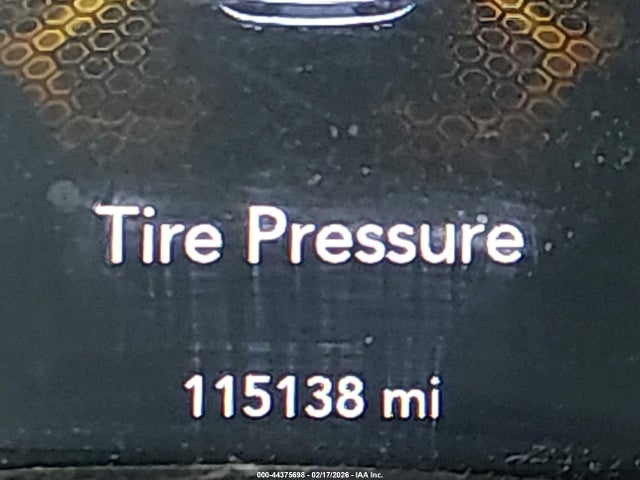 Tire Pressure
115138 mi
000-44375698 - 02/17/2026 - IAA Inc.